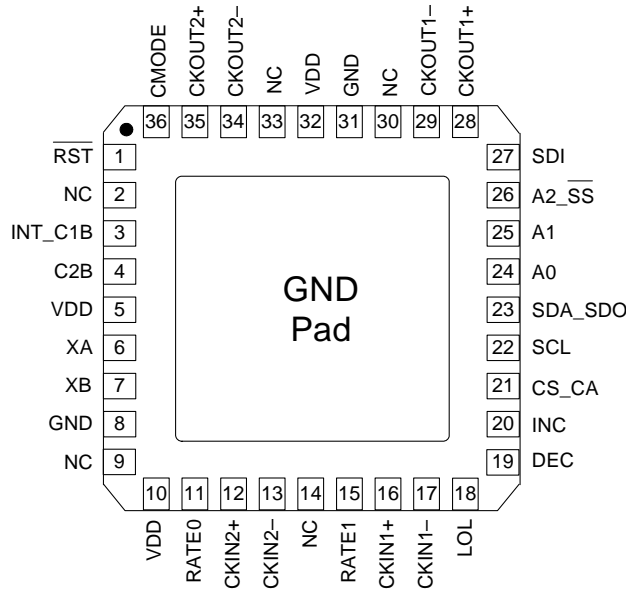 CMODE
CKOUT2+
CKOUT2–
NC
VDD
GND
NC
CKOUT1–
CKOUT1+
36 35 34 33 32 31 30 29 28
R̅S̅T̅ 1
NC 2
INT_C1B 3
C2B 4
VDD 5
XA 6
XB 7
GND 8
NC 9
GND
Pad
27 SDI
26 A2_S̅S̅
25 A1
24 A0
23 SDA_SDO
22 SCL
21 CS_CA
20 INC
19 DEC
10 11 12 13 14 15 16 17 18
VDD
RATE0
CKIN2+
CKIN2–
NC
RATE1
CKIN1+
CKIN1–
LOL